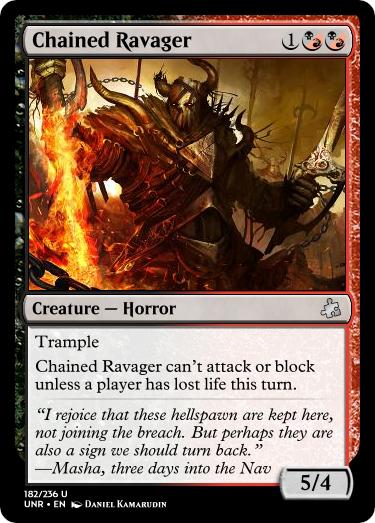 Chained Ravager 1
Creature — Horror
Trample
Chained Ravager can't attack or block
unless a player has lost life this turn.
“I rejoice that these hellspawn are kept here,
not joining the breach. But perhaps they are
also a sign we should turn back.”
—Masha, three days into the Nav
5/4
182/236 U
UNR • EN Daniel Kamarudin